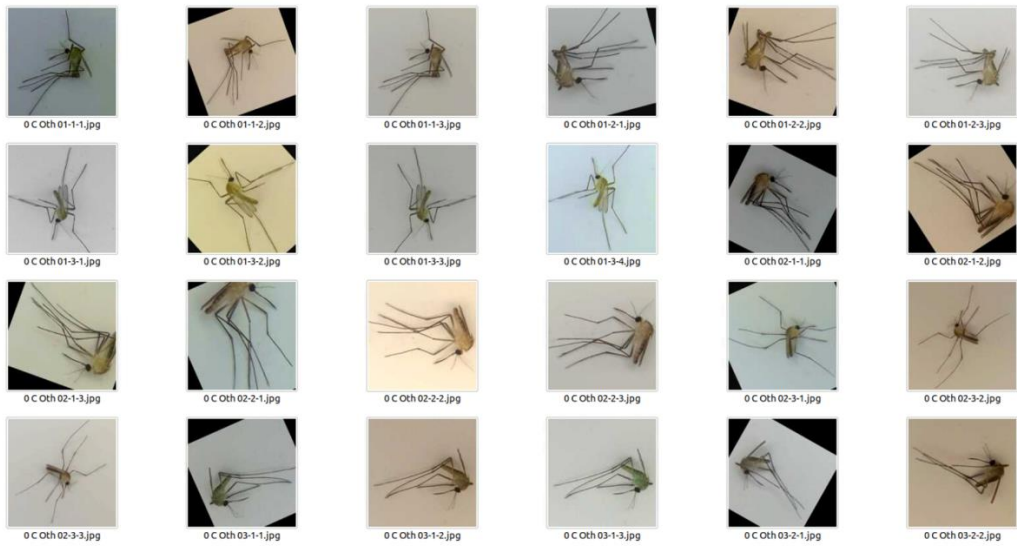 0 C Oth 01-1-1.jpg 0 C Oth 01-1-2.jpg 0 C Oth 01-1-3.jpg 0 C Oth 01-2-1.jpg 0 C Oth 01-2-2.jpg 0 C Oth 01-2-3.jpg
0 C Oth 01-3-1.jpg 0 C Oth 01-3-2.jpg 0 C Oth 01-3-3.jpg 0 C Oth 01-3-4.jpg 0 C Oth 02-1-1.jpg 0 C Oth 02-1-2.jpg
0 C Oth 02-1-3.jpg 0 C Oth 02-2-1.jpg 0 C Oth 02-2-2.jpg 0 C Oth 02-2-3.jpg 0 C Oth 02-3-1.jpg 0 C Oth 02-3-2.jpg
0 C Oth 02-3-3.jpg 0 C Oth 03-1-1.jpg 0 C Oth 03-1-2.jpg 0 C Oth 03-1-3.jpg 0 C Oth 03-2-1.jpg 0 C Oth 03-2-2.jpg